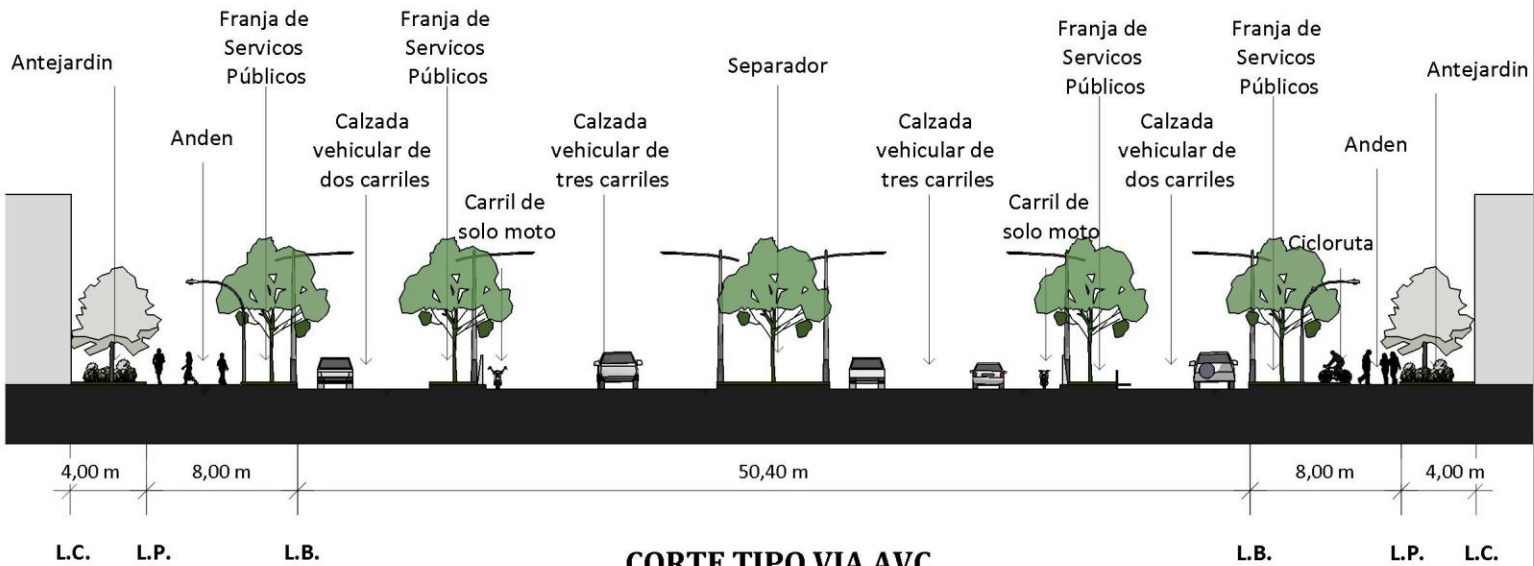 Antejardin
Anden
Franja de
Servicos
Públicos
Calzada
vehicular de
dos carriles
Franja de
Servicos
Públicos
Carril de
solo moto
Calzada
vehicular de
tres carriles
Separador
Calzada
vehicular de
tres carriles
Carril de
solo moto
Franja de
Servicos
Públicos
Calzada
vehicular de
dos carriles
Franja de
Servicos
Públicos
Cicloruta
Anden
Antejardin
4,00 m 8,00 m 50,40 m 8,00 m 4,00 m
L.C. L.P. L.B. L.B. L.P. L.C.
CORTE TIPO VIA AVC